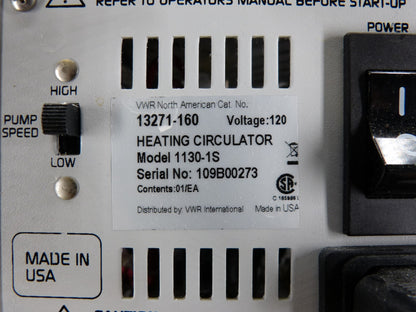 REFER TO OPERATORS MANUAL BEFORE START-UP
POWER
HIGH
PUMP
SPEED
LOW
VWR North American Cat. No.
13271-160 Voltage:120
HEATING CIRCULATOR
Model 1130-1S
Serial No: 109B00273
Contents:01/EA
Distributed by VWR International Made in USA
MADE IN
USA